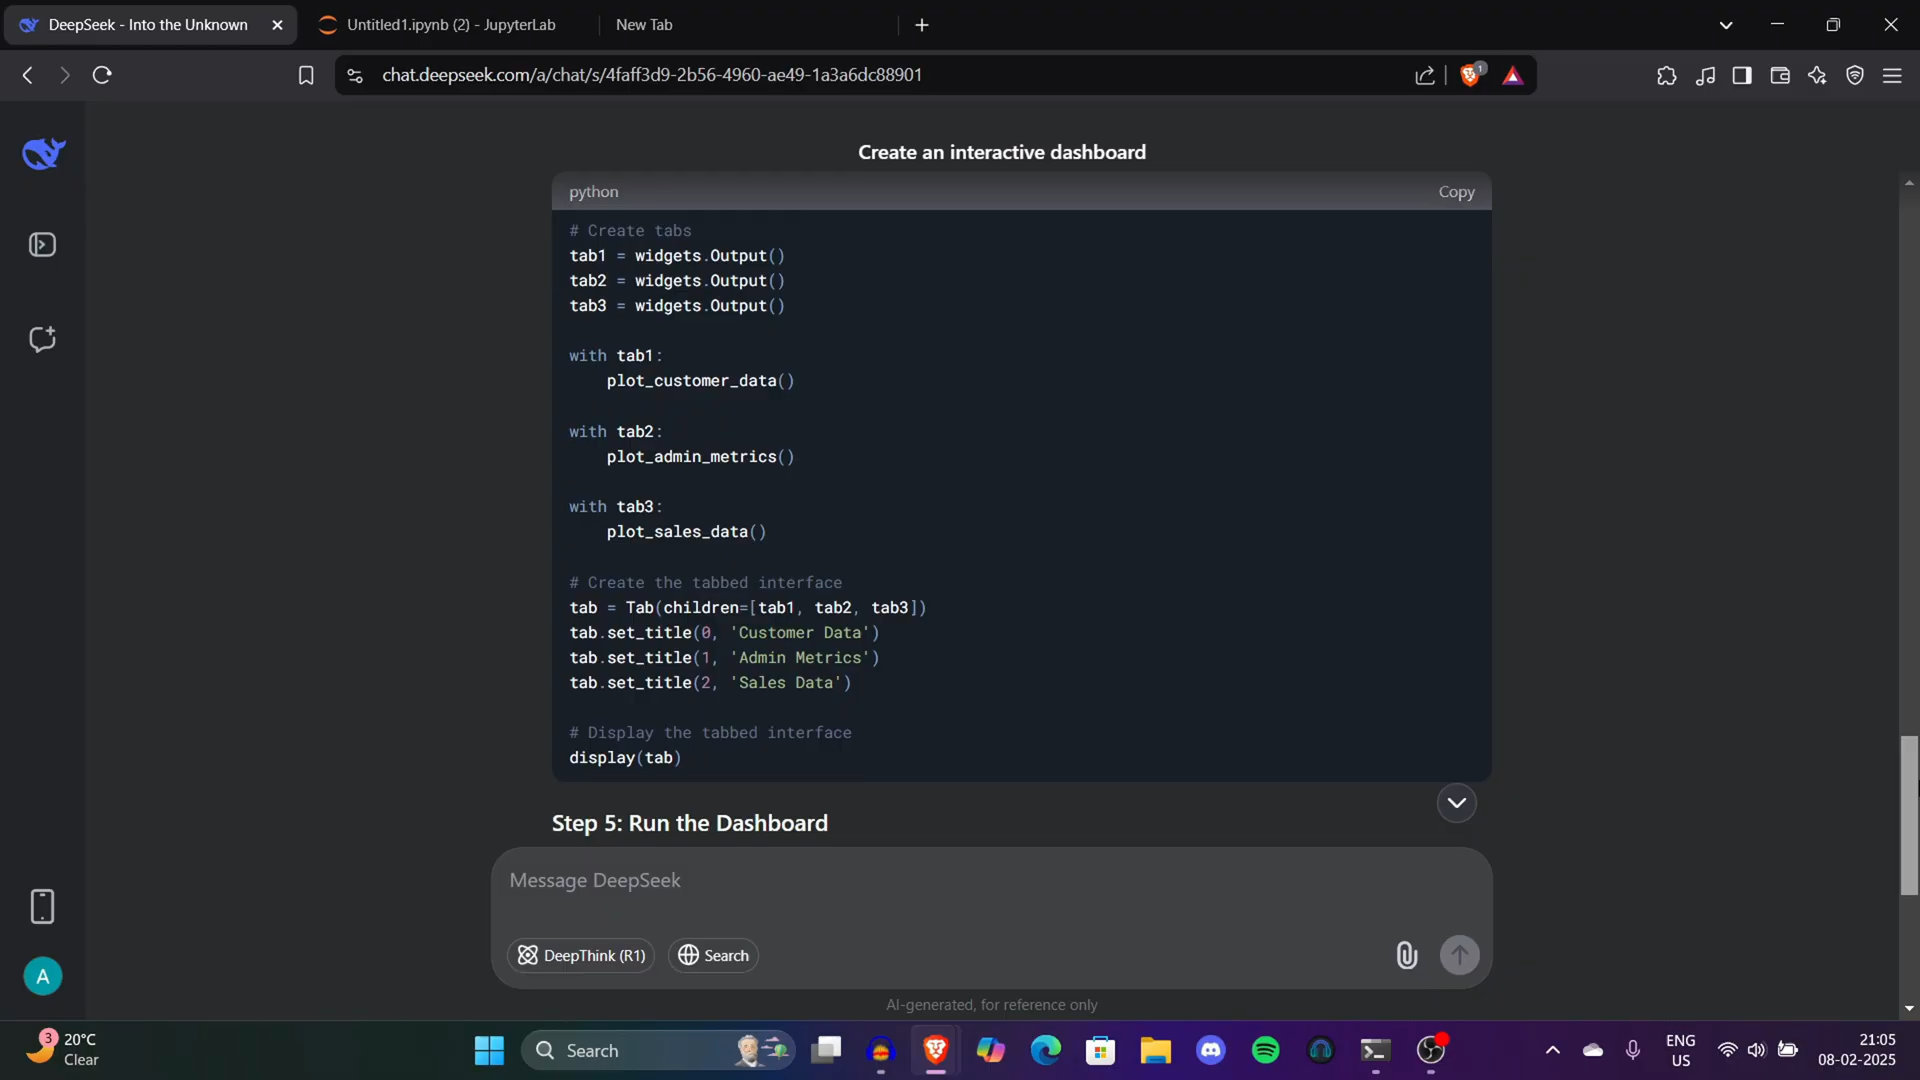 DeepSeek - Into the Unknown
Untitled1.ipynb (2) - JupyterLab
New Tab
chat.deepseek.com/a/chat/s/4faff3d9-2b56-4960-ae49-1a3a6dc88901
1
Create an interactive dashboard
python
Copy
# Create tabs
tab1 = widgets.Output()
tab2 = widgets.Output()
tab3 = widgets.Output()
with tab1:
plot_customer_data()
with tab2:
plot_admin_metrics()
with tab3:
plot_sales_data()
# Create the tabbed interface
tab = Tab(children=[tab1, tab2, tab3])
tab.set_title(0, 'Customer Data')
tab.set_title(1, 'Admin Metrics')
tab.set_title(2, 'Sales Data')
# Display the tabbed interface
display(tab)
Step 5: Run the Dashboard
Message DeepSeek
DeepThink (R1)
Search
A
AI-generated, for reference only
3
20°C
Clear
Search
ENG
US
21:05
08-02-2025